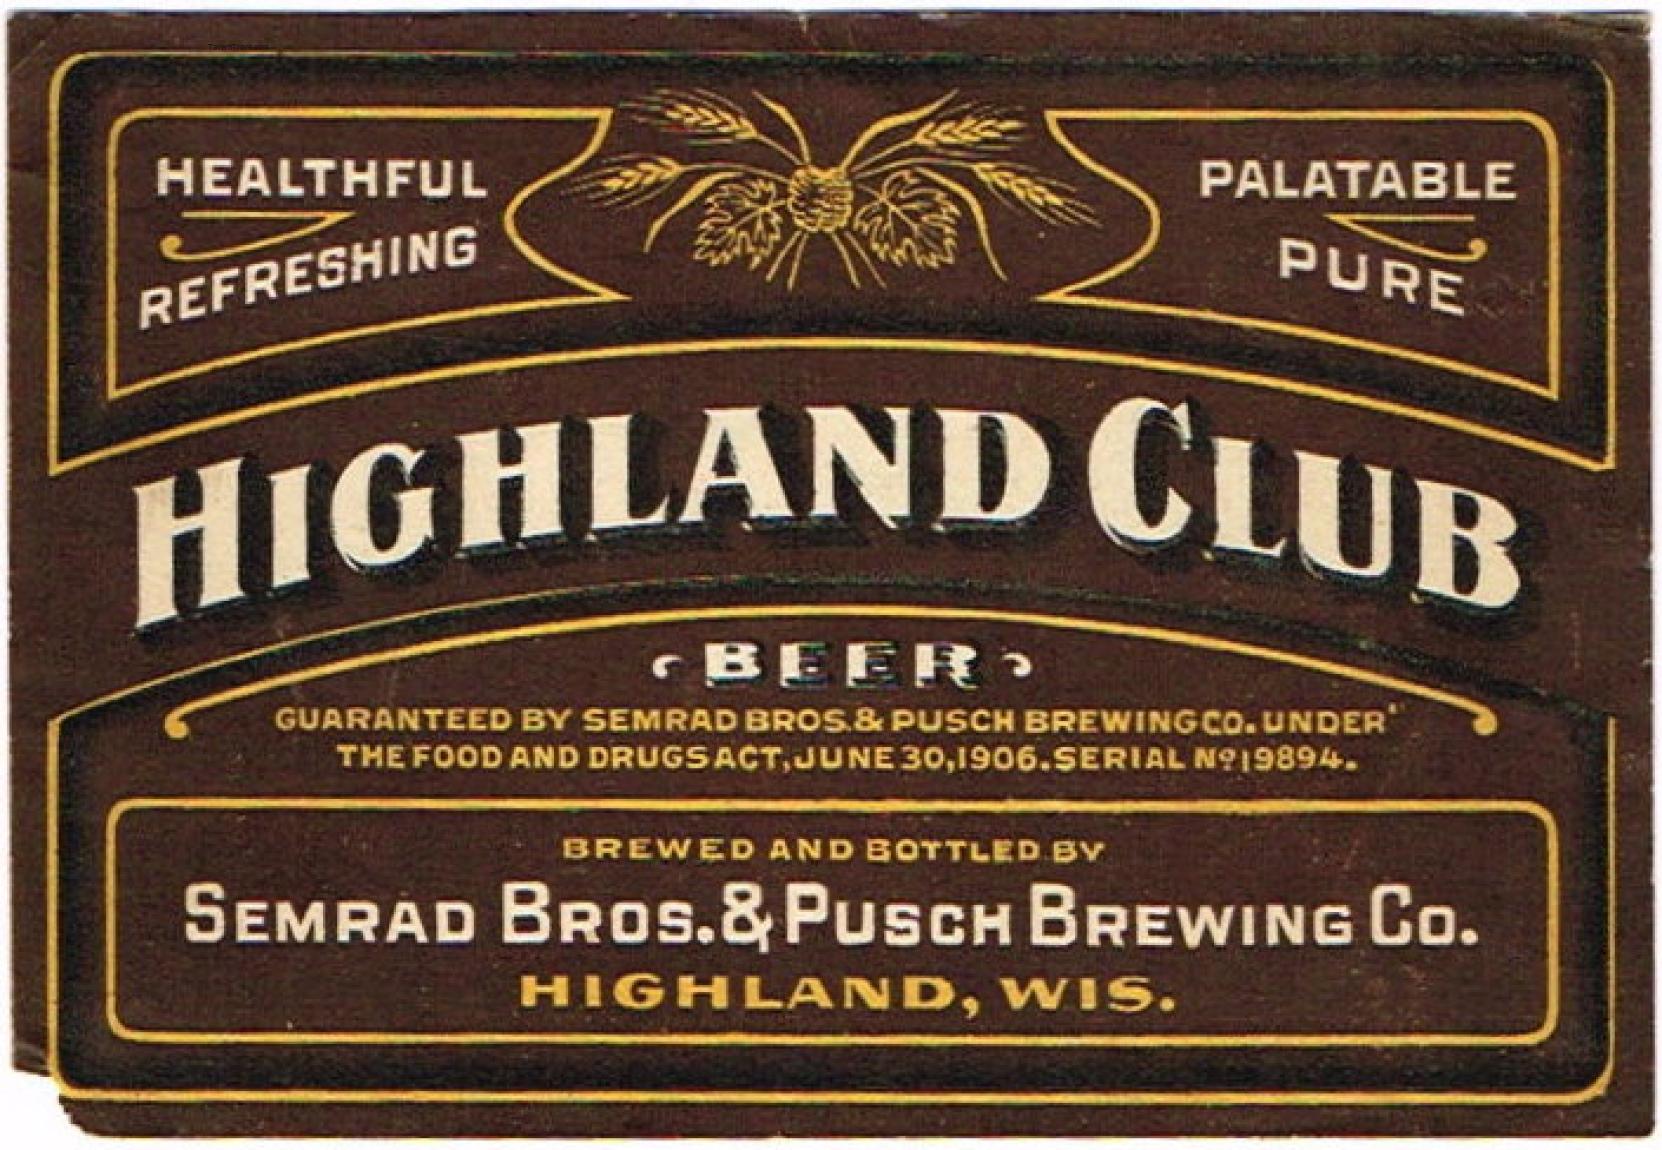 HEALTHFUL
REFRESHING
PALATABLE
PURE
HIGHLAND CLUB
BEER
GUARANTEED BY SEMRAD BROS. & PUSCH BREWING CO. UNDER
THE FOOD AND DRUGS ACT, JUNE 30, 1906. SERIAL No 19894.
BREWED AND BOTTLED BY
SEMRAD BROS. & PUSCH BREWING CO.
HIGHLAND, WIS.